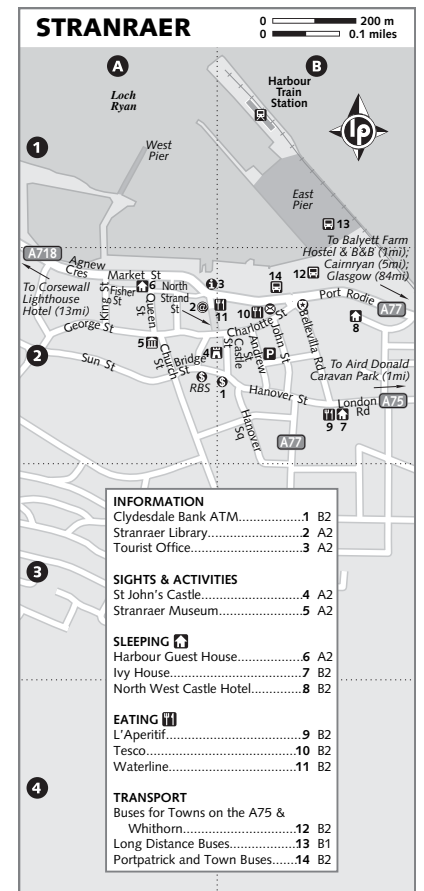 STRANRAER
0 200 m
0 0.1 miles
A
B
Loch
Ryan
Harbour
Train
Station
lp
1
West
Pier
East
Pier
13
A718
To Balyett Farm
Hostel & B&B (1mi);
Cairnryan (5mi);
Glasgow (84mi)
Agnew
Cres
Market St
14
12
To Corsewall
Lighthouse
Hotel (13mi)
King St
Fisher
St
6
Queen
St
North
Strand
St
3
2 @
11
10
Port Rodie
A77
8
George St
Charlotte St
Castle
St
Andrew
St
John St
Bellevilla Rd
P
2
5
Church
St
Bridge
St
4
Sun St
RBS
1
Hanover St
To Aird Donald
Caravan Park (1mi)
London
Rd
A75
9 7
Hanover
Sq
A77
INFORMATION
Clydesdale Bank ATM..................1 B2
Stranraer Library..........................2 A2
Tourist Office................................3 A2
3
SIGHTS & ACTIVITIES
St John's Castle............................4 A2
Stranraer Museum.......................5 A2
SLEEPING
Harbour Guest House..................6 A2
Ivy House.....................................7 B2
North West Castle Hotel..............8 B2
EATING
L'Aperitif......................................9 B2
Tesco..........................................10 B2
Waterline....................................11 B2
4
TRANSPORT
Buses for Towns on the A75 &
Whithorn................................12 B2
Long Distance Buses..................13 B1
Portpatrick and Town Buses.......14 B2